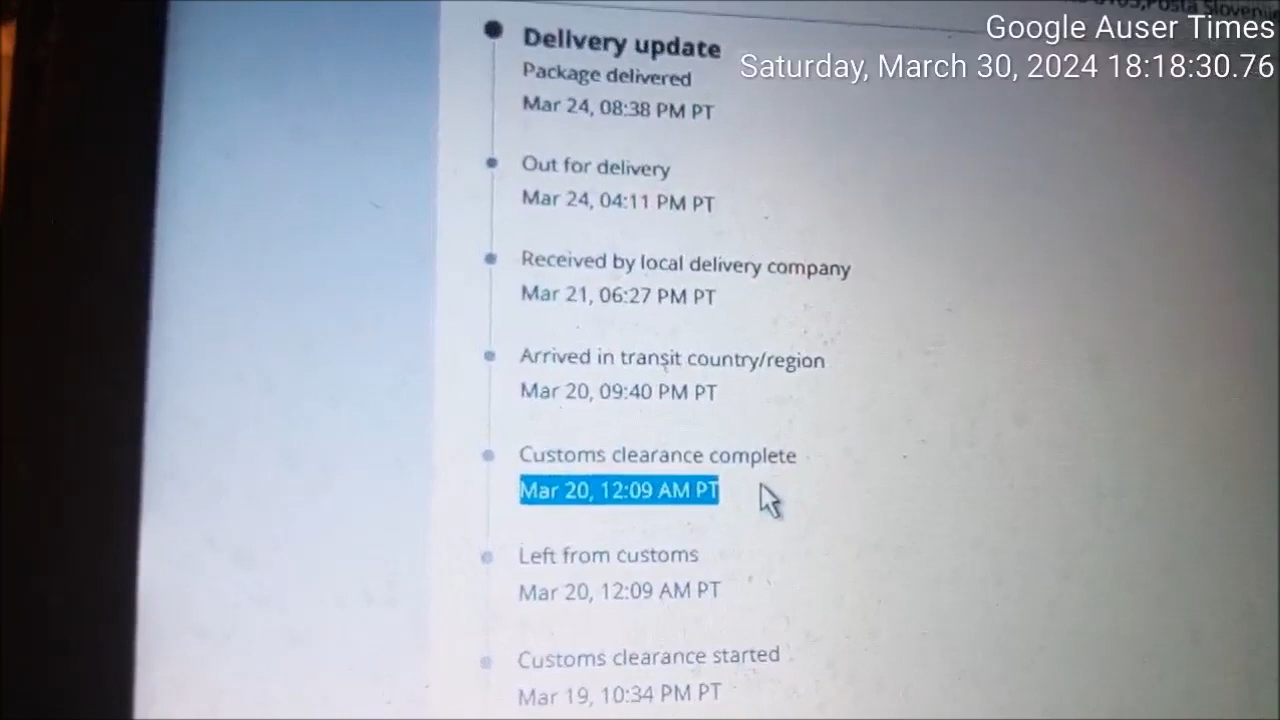 Posta Slovenije
Google Auser Times
Saturday, March 30, 2024 18:18:30.76
Delivery update
Package delivered
Mar 24, 08:38 PM PT
Out for delivery
Mar 24, 04:11 PM PT
Received by local delivery company
Mar 21, 06:27 PM PT
Arrived in transit country/region
Mar 20, 09:40 PM PT
Customs clearance complete
Mar 20, 12:09 AM PT
Left from customs
Mar 20, 12:09 AM PT
Customs clearance started
Mar 19, 10:34 PM PT